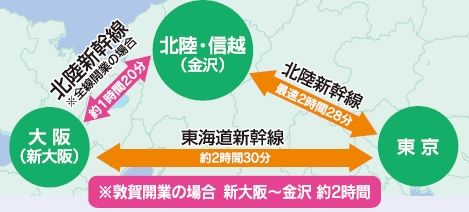 北陸新幹線
※全線開業の場合
約1時間20分
北陸・信越
(金沢)
北陸新幹線
最速2時間28分
大阪
(新大阪)
東海道新幹線
約2時間30分
東京
※敦賀開業の場合 新大阪～金沢 約2時間